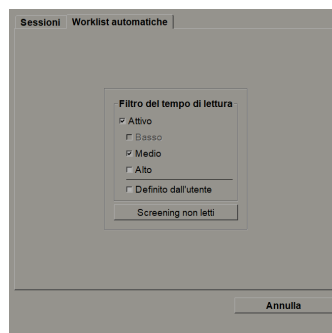 Sessioni Worklist automatiche
Filtro del tempo di lettura
Attivo
Basso
Medio
Alto
Definito dall'utente
Screening non letti
Annulla